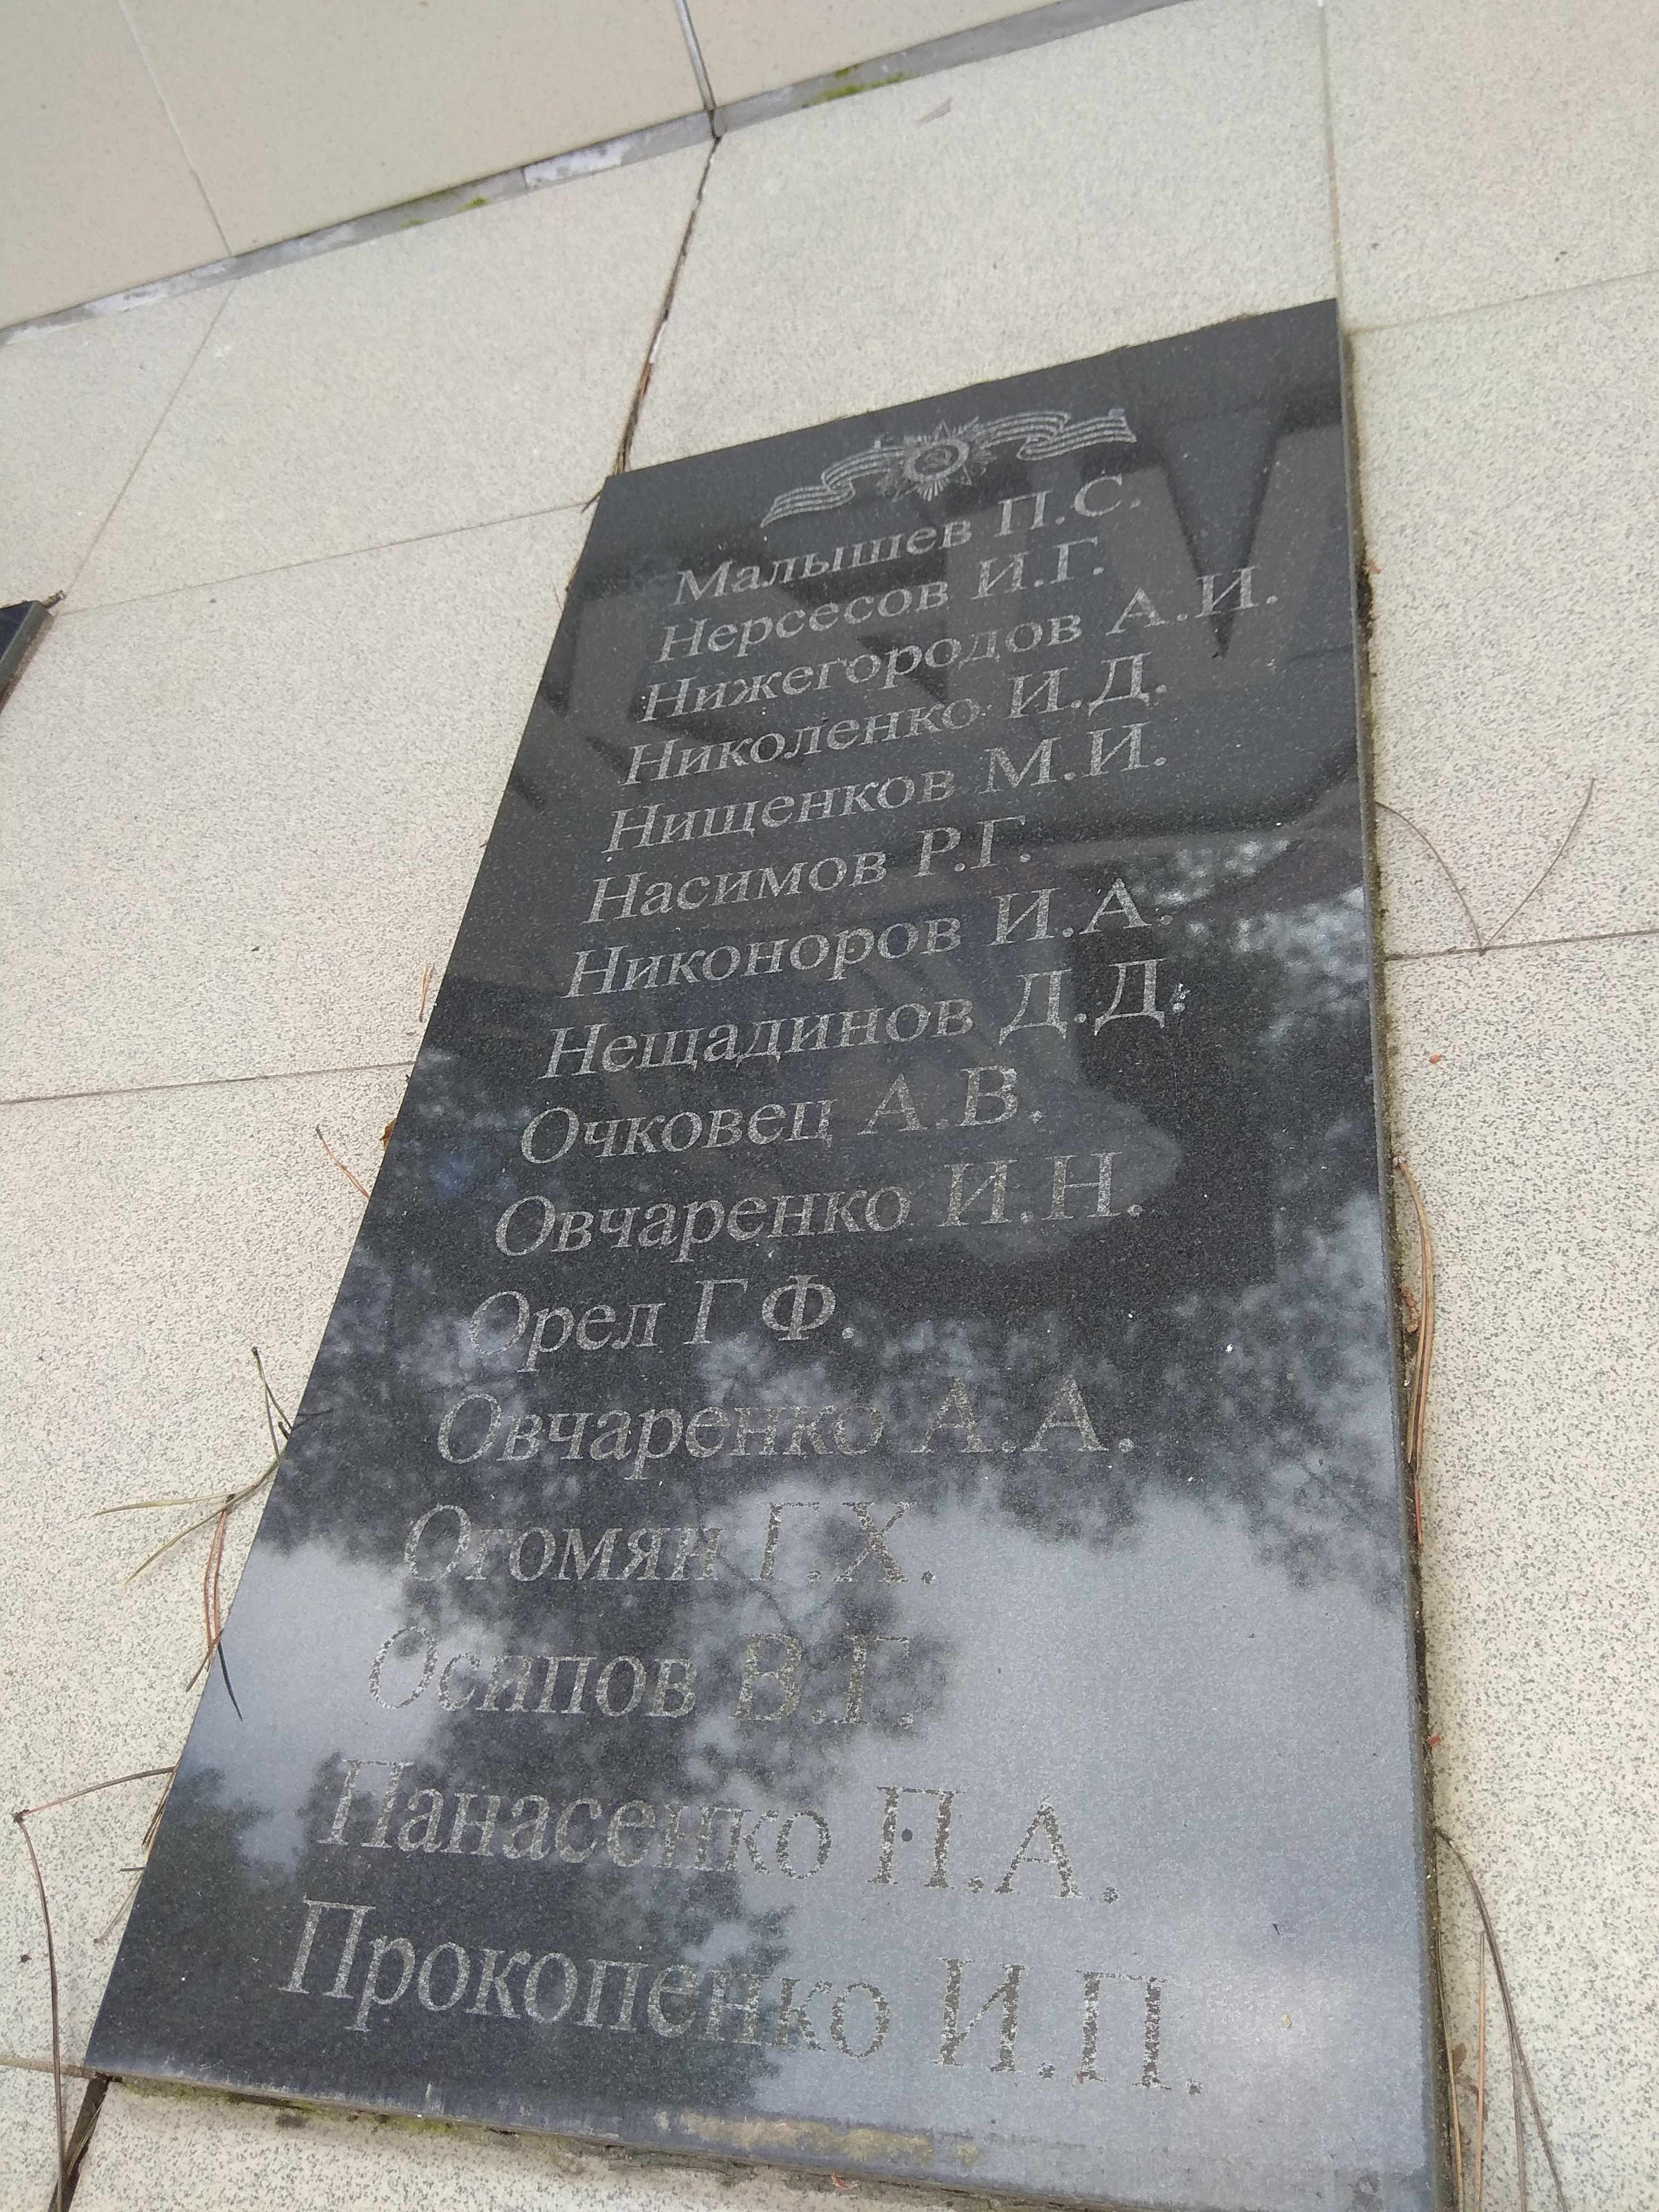 Малышев П.С.
Нерсесов И.Г.
Нижегородов А.И.
Николенко И.Д.
Нищенков М.И.
Насимов Р.Г.
Никоноров И.А.
Нещадинов Д.Д.
Очковец А.В.
Овчаренко И.Н.
Орел Г Ф.
Овчаренко А.А.
Огомян Г.Х.
Осипов В.Г.
Панасенко П.А.
Прокопенко И.П.